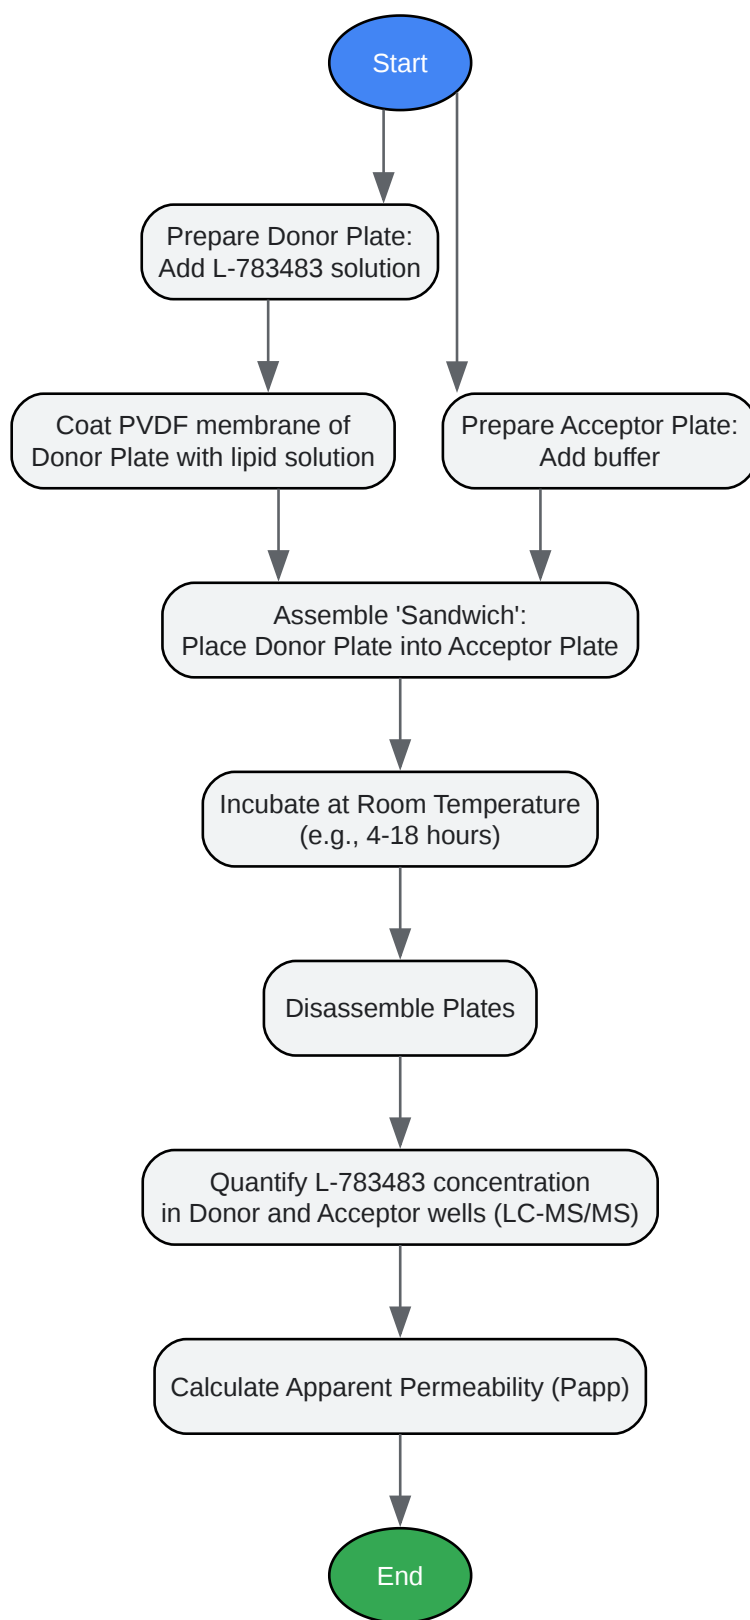 Start
Prepare Donor Plate:
Add L-783483 solution
Coat PVDF membrane of
Donor Plate with lipid solution
Prepare Acceptor Plate:
Add buffer
Assemble 'Sandwich':
Place Donor Plate into Acceptor Plate
Incubate at Room Temperature
(e.g., 4-18 hours)
Disassemble Plates
Quantify L-783483 concentration
in Donor and Acceptor wells (LC-MS/MS)
Calculate Apparent Permeability (Papp)
End